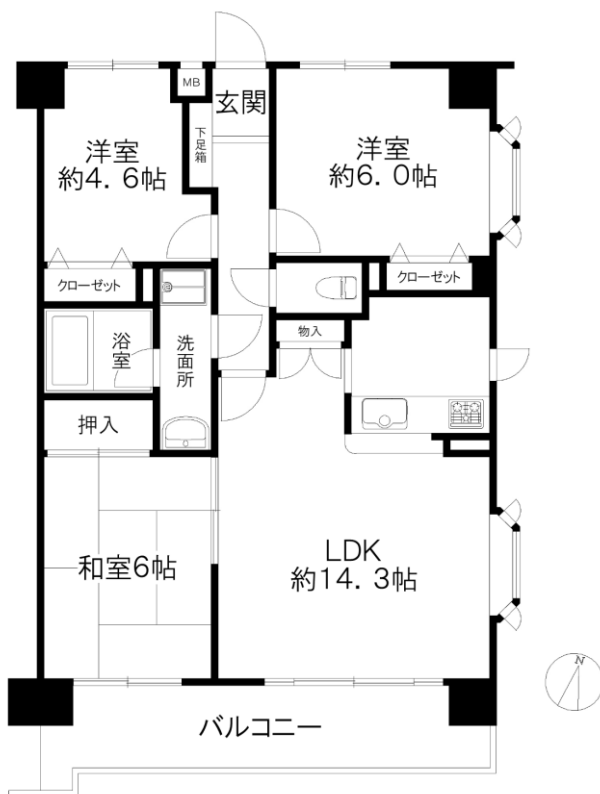 MB
玄関
下足箱
洋室
約4.6帖
洋室
約6.0帖
クローゼット
クローゼット
物入
浴室
洗面所
押入
和室6帖
LDK
約14.3帖
N
バルコニー